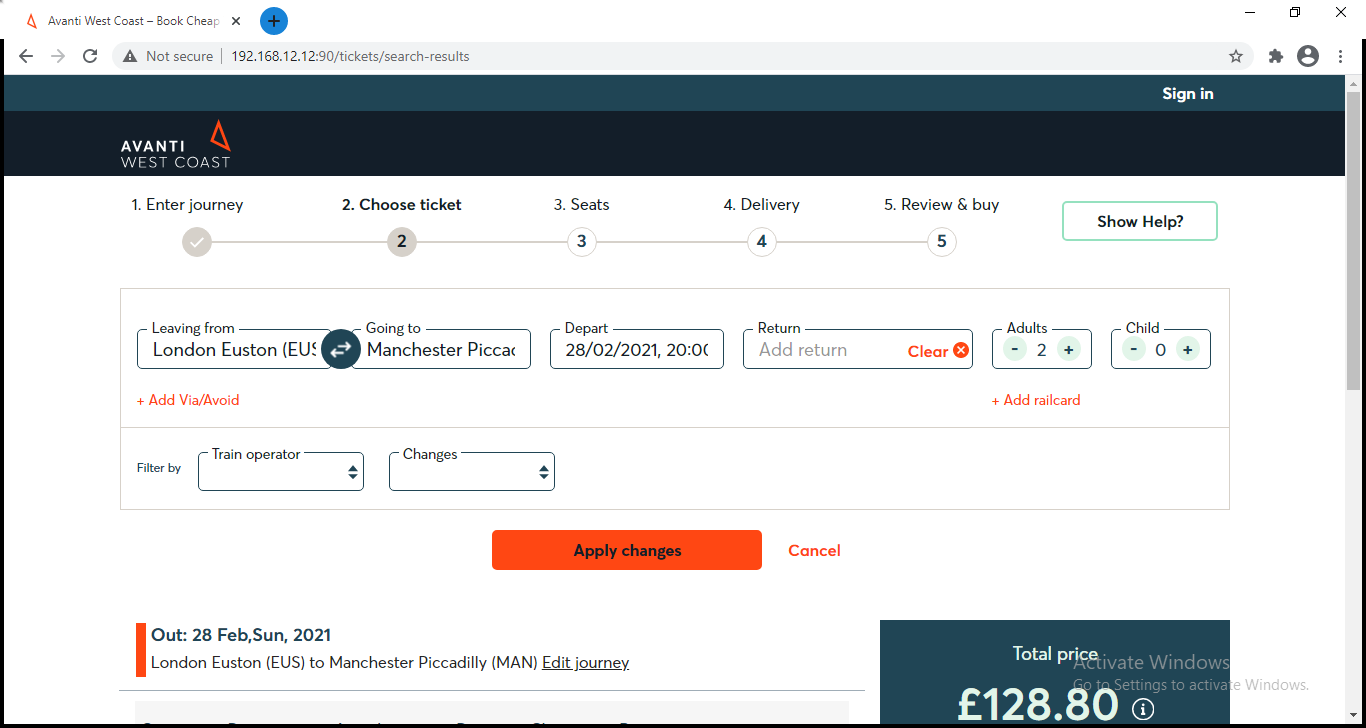 Avanti West Coast – Book Cheap
Not secure
192.168.12.12:90/tickets/search-results
Sign in
AVANTI
WEST COAST
1. Enter journey
2. Choose ticket
3. Seats
4. Delivery
5. Review & buy
2
3
4
5
Show Help?
Leaving from
London Euston (EUS
Going to
Manchester Piccad
Depart
28/02/2021, 20:00
Return
Add return
Clear
Adults
- 2 +
Child
- 0 +
+ Add Via/Avoid
+ Add railcard
Filter by
Train operator
Changes
Apply changes
Cancel
Out: 28 Feb,Sun, 2021
London Euston (EUS) to Manchester Piccadilly (MAN) Edit journey
Total price
£128.80
Activate Windows
Go to Settings to activate Windows.